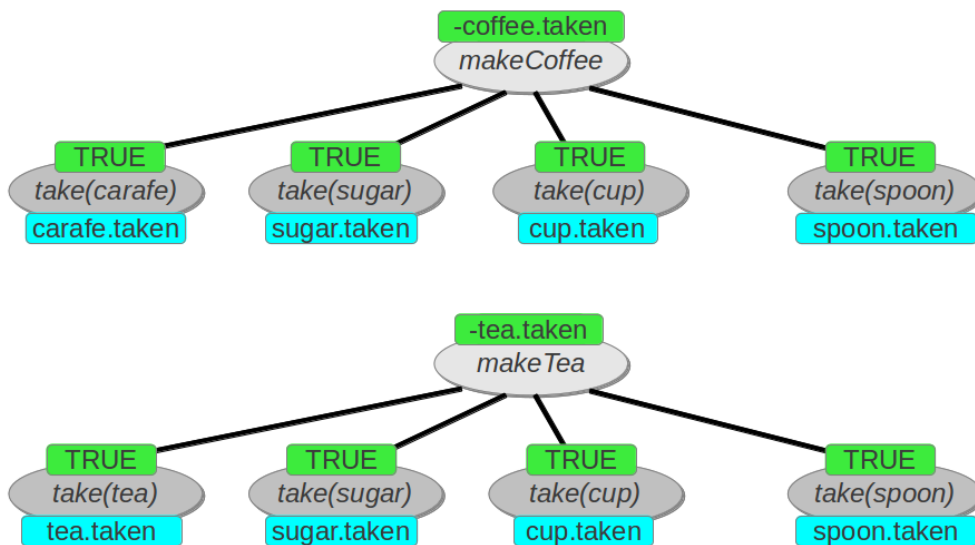 -coffee.taken
makeCoffee
TRUE TRUE TRUE TRUE
take(carafe) take(sugar) take(cup) take(spoon)
carafe.taken sugar.taken cup.taken spoon.taken
-tea.taken
makeTea
TRUE TRUE TRUE TRUE
take(tea) take(sugar) take(cup) take(spoon)
tea.taken sugar.taken cup.taken spoon.taken